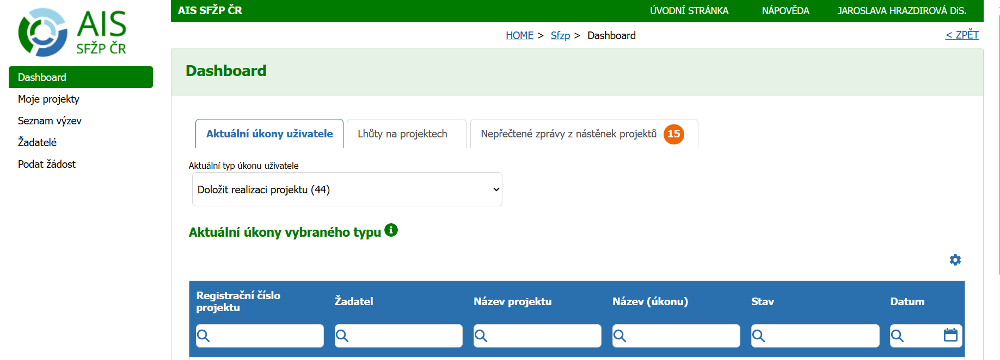 AIS
SFŽP ČR
Dashboard
Moje projekty
Seznam výzev
Žadatelé
Podat žádost
AIS SFŽP ČR
ÚVODNÍ STRÁNKA
NÁPOVĚDA
JAROSLAVA HRAZDIROVÁ DiS.
HOME > Sfzp > Dashboard
< ZPĚT
Dashboard
Aktuální úkony uživatele
Lhůty na projektech
Nepřečtené zprávy z nástěnek projektů 15
Aktuální typ úkonu uživatele
Doložit realizaci projektu (44)
Aktuální úkony vybraného typu
Registrační číslo
projektu
Žadatel
Název projektu
Název (úkonu)
Stav
Datum